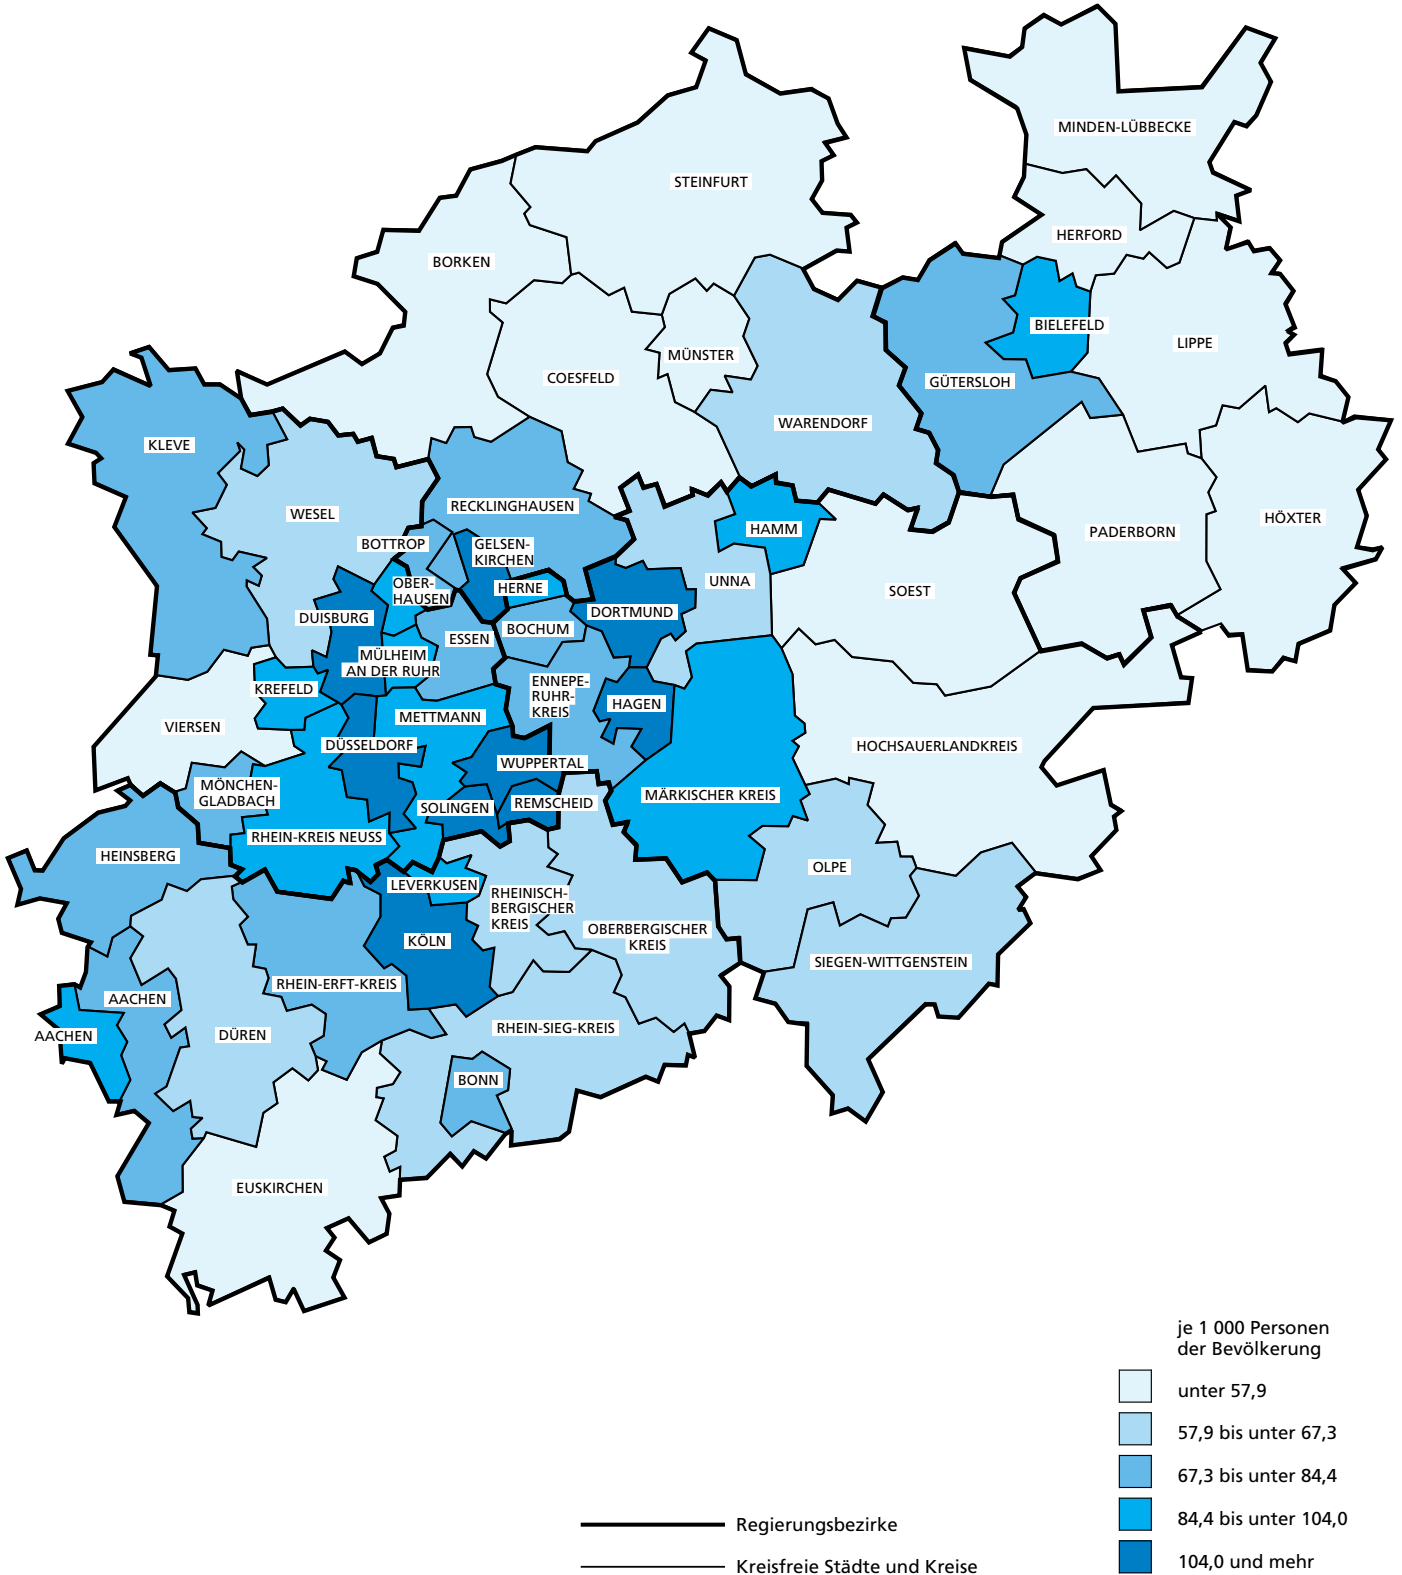 MINDEN-LÜBBECKE
STEINFURT
HERFORD
BORKEN
BIELEFELD
LIPPE
MÜNSTER
COESFELD
GÜTERSLOH
WARENDORF
KLEVE
RECKLINGHAUSEN
WESEL
HÖXTER
HAMM
PADERBORN
BOTTROP
GELSEN-
KIRCHEN
UNNA
OBER-
HAUSEN
HERNE
SOEST
DORTMUND
DUISBURG
BOCHUM
ESSEN
MÜLHEIM
AN DER RUHR
ENNEPE-
RUHR-
KREIS
KREFELD
HAGEN
METTMANN
VIERSEN
DÜSSELDORF
HOCHSAUERLANDKREIS
WUPPERTAL
MÖNCHEN-
GLADBACH
MÄRKISCHER KREIS
REMSCHEID
SOLINGEN
RHEIN-KREIS NEUSS
HEINSBERG
OLPE
LEVERKUSEN
RHEINISCH-
BERGISCHER
KREIS
OBERBERGISCHER
KREIS
KÖLN
SIEGEN-WITTGENSTEIN
RHEIN-ERFT-KREIS
AACHEN
RHEIN-SIEG-KREIS
AACHEN
DÜREN
BONN
EUSKIRCHEN
je 1 000 Personen
der Bevölkerung
unter 57,9
57,9 bis unter 67,3
67,3 bis unter 84,4
84,4 bis unter 104,0
104,0 und mehr
Regierungsbezirke
Kreisfreie Städte und Kreise